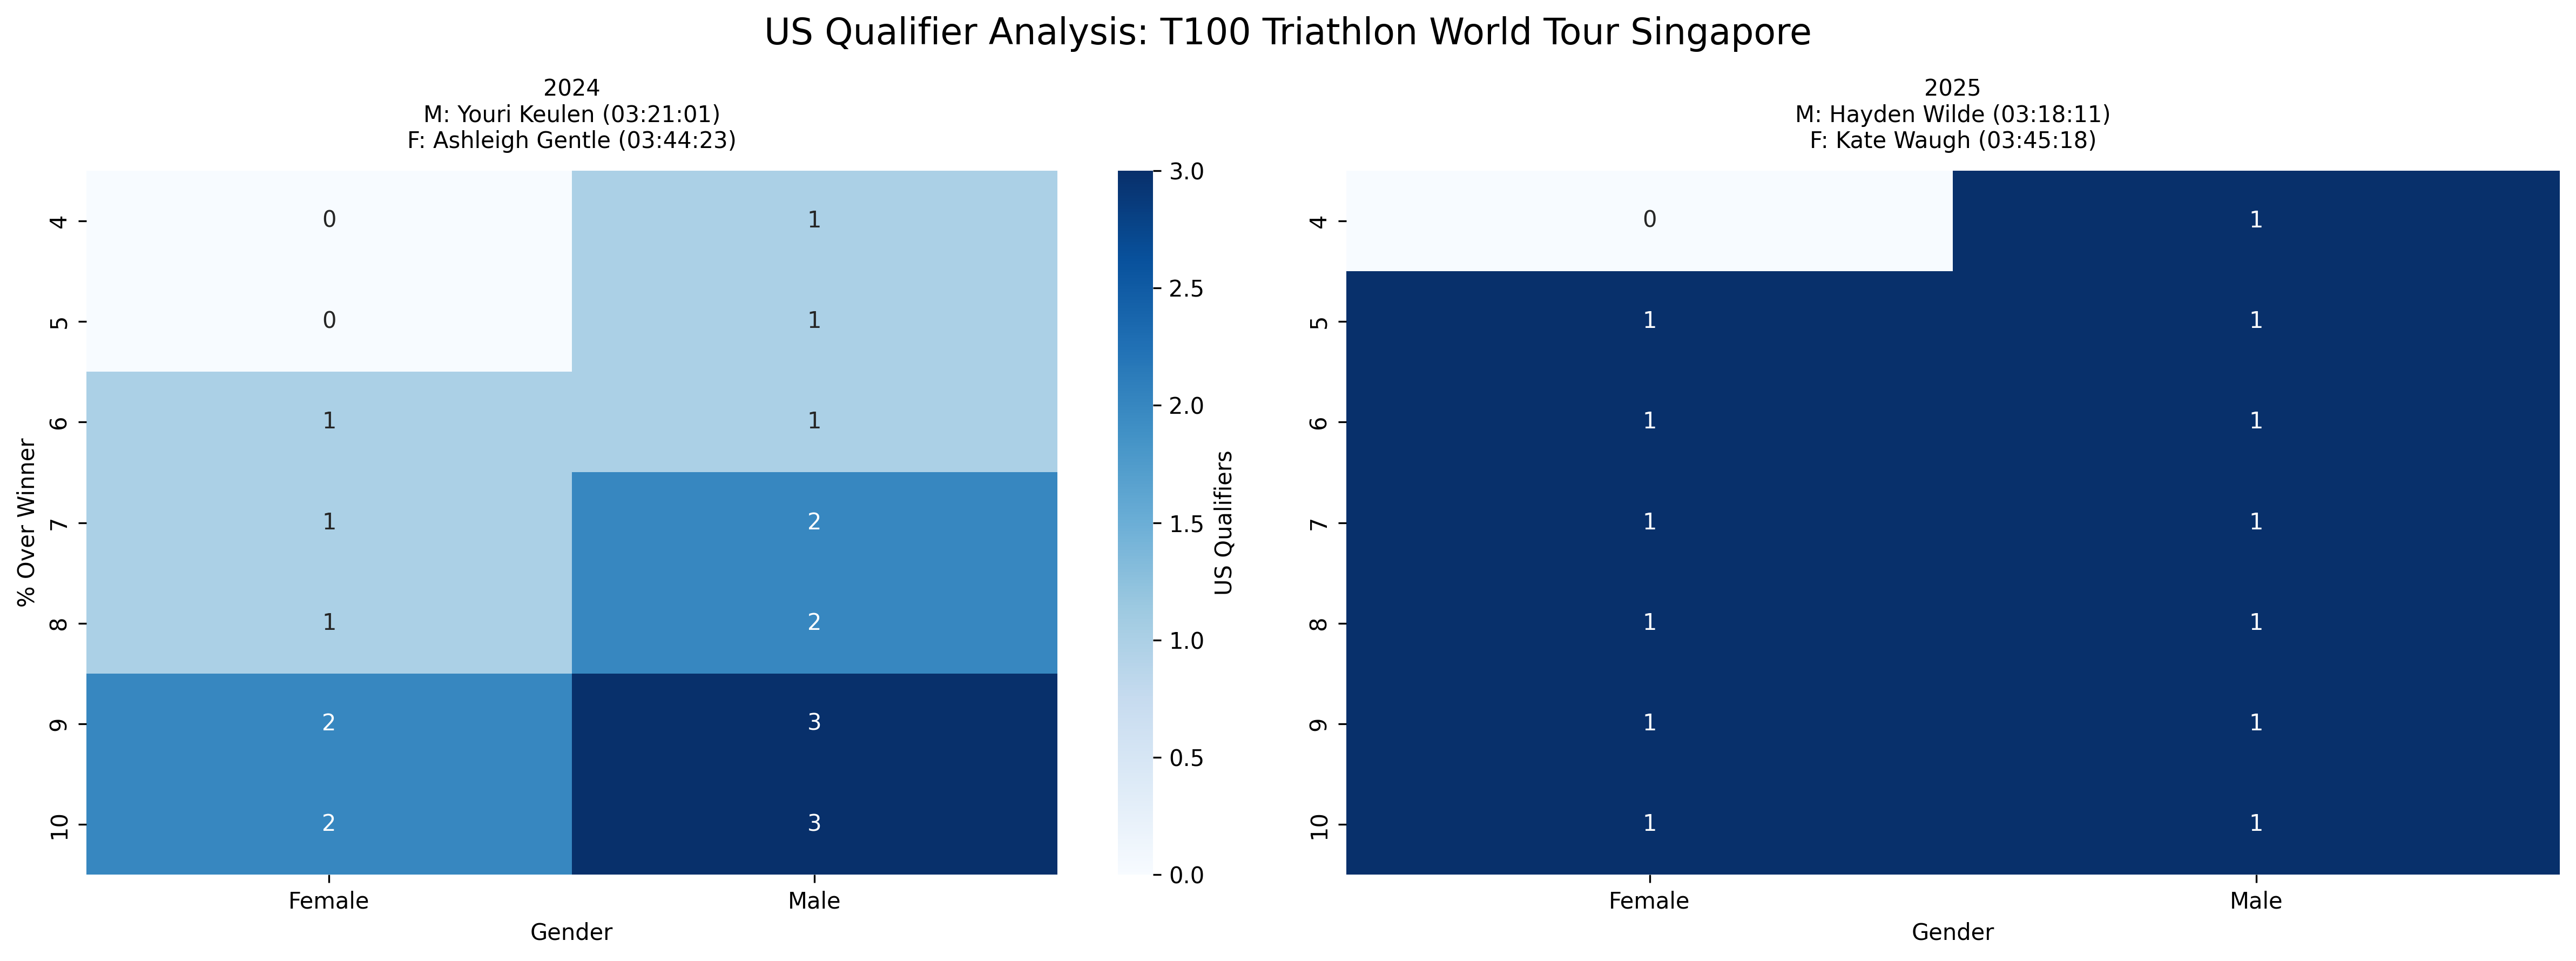 US Qualifier Analysis: T100 Triathlon World Tour Singapore
2024
M: Youri Keulen (03:21:01)
F: Ashleigh Gentle (03:44:23)
% Over Winner
4 0 1
5 0 1
6 1 1
7 1 2
8 1 2
9 2 3
10 2 3
Female Male
Gender
3.0
2.5
2.0
1.5
1.0
0.5
0.0
US Qualifiers
2025
M: Hayden Wilde (03:18:11)
F: Kate Waugh (03:45:18)
4 0 1
5 1 1
6 1 1
7 1 1
8 1 1
9 1 1
10 1 1
Female Male
Gender